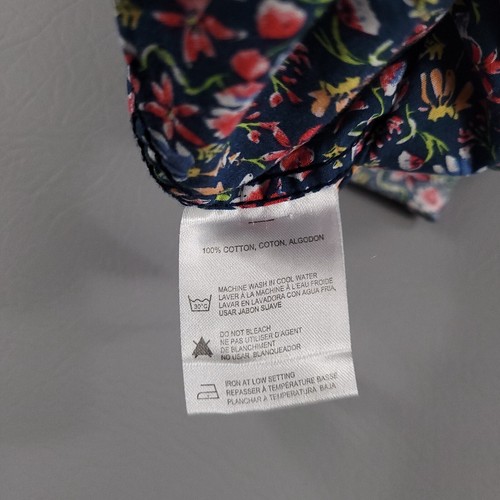 100% COTTON, COTON, ALGODON
MACHINE WASH IN COOL WATER
LAVER A LA MACHINE À L'EAU FROIDE
LAVAR EN LAVADORA CON AGUA FRIA,
USAR JABON SUAVE
30°C
DO NOT BLEACH
NE PAS UTILISER D'AGENT
DE BLANCHIMENT
NO USAR BLANQUEADOR
IRON AT LOW SETTING
REPASSER À TEMPÉRATURE BASSE
PLANCHAR A TEMPERATURA BAJA